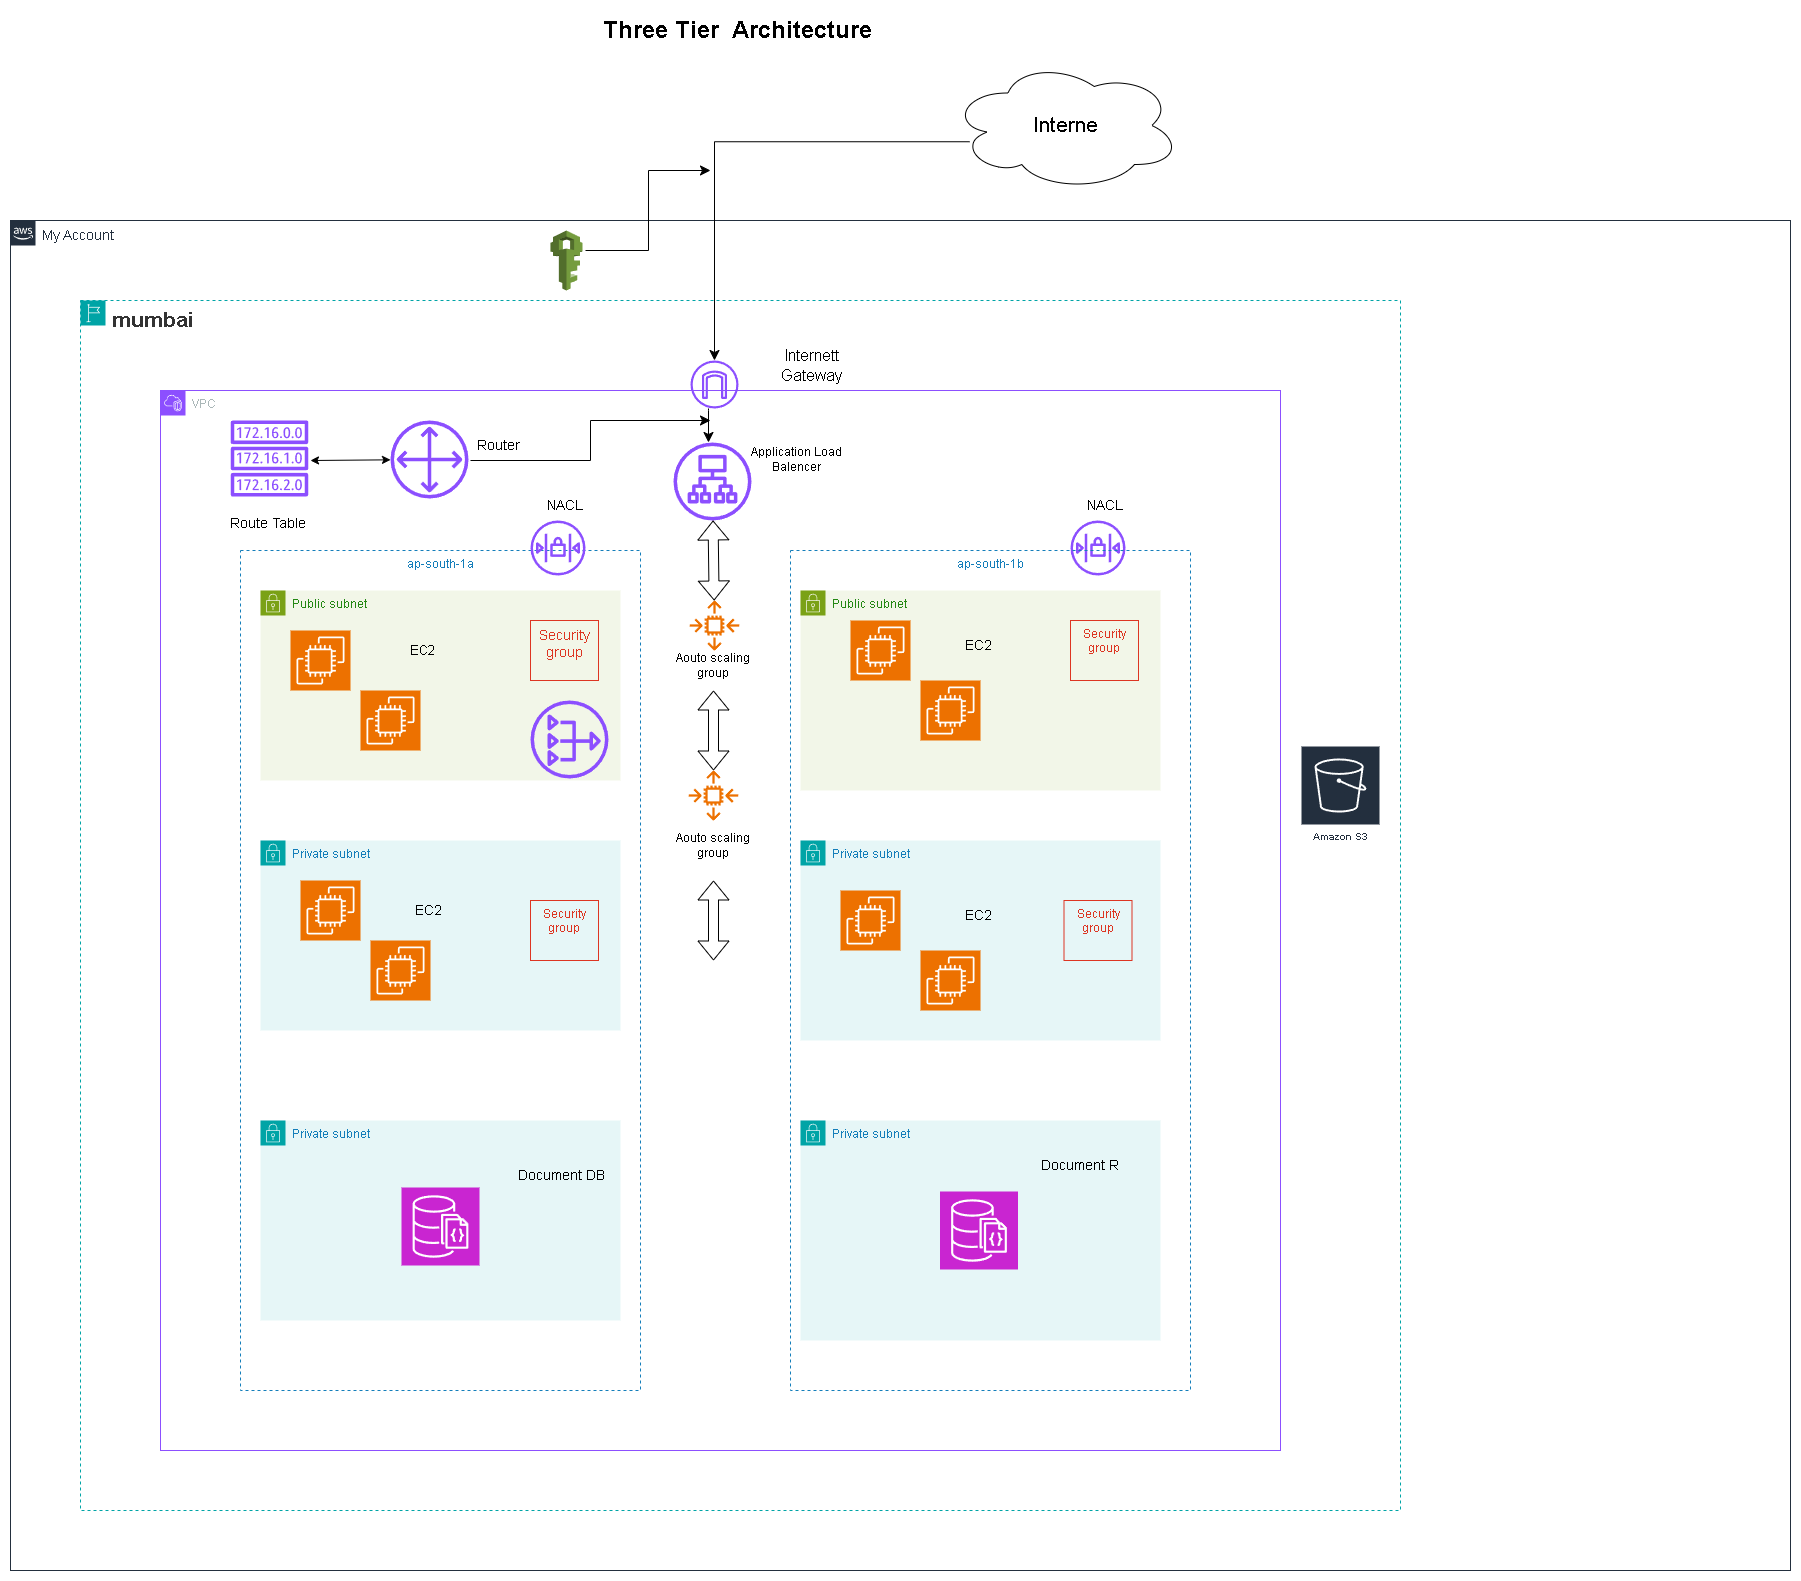 Three Tier  Architecture
Interne
aws
My Account
mumbai
Internett
Gateway
VPC
172.16.0.0
172.16.1.0
172.16.2.0
Route Table
Router
Application Load
Balencer
NACL
NACL
ap-south-1a
ap-south-1b
Public subnet
EC2
Security
group
Aouto scaling
group
Public subnet
EC2
Security
group
Aouto scaling
group
Amazon S3
Private subnet
EC2
Security
group
Private subnet
EC2
Security
group
Private subnet
Document DB
Private subnet
Document R